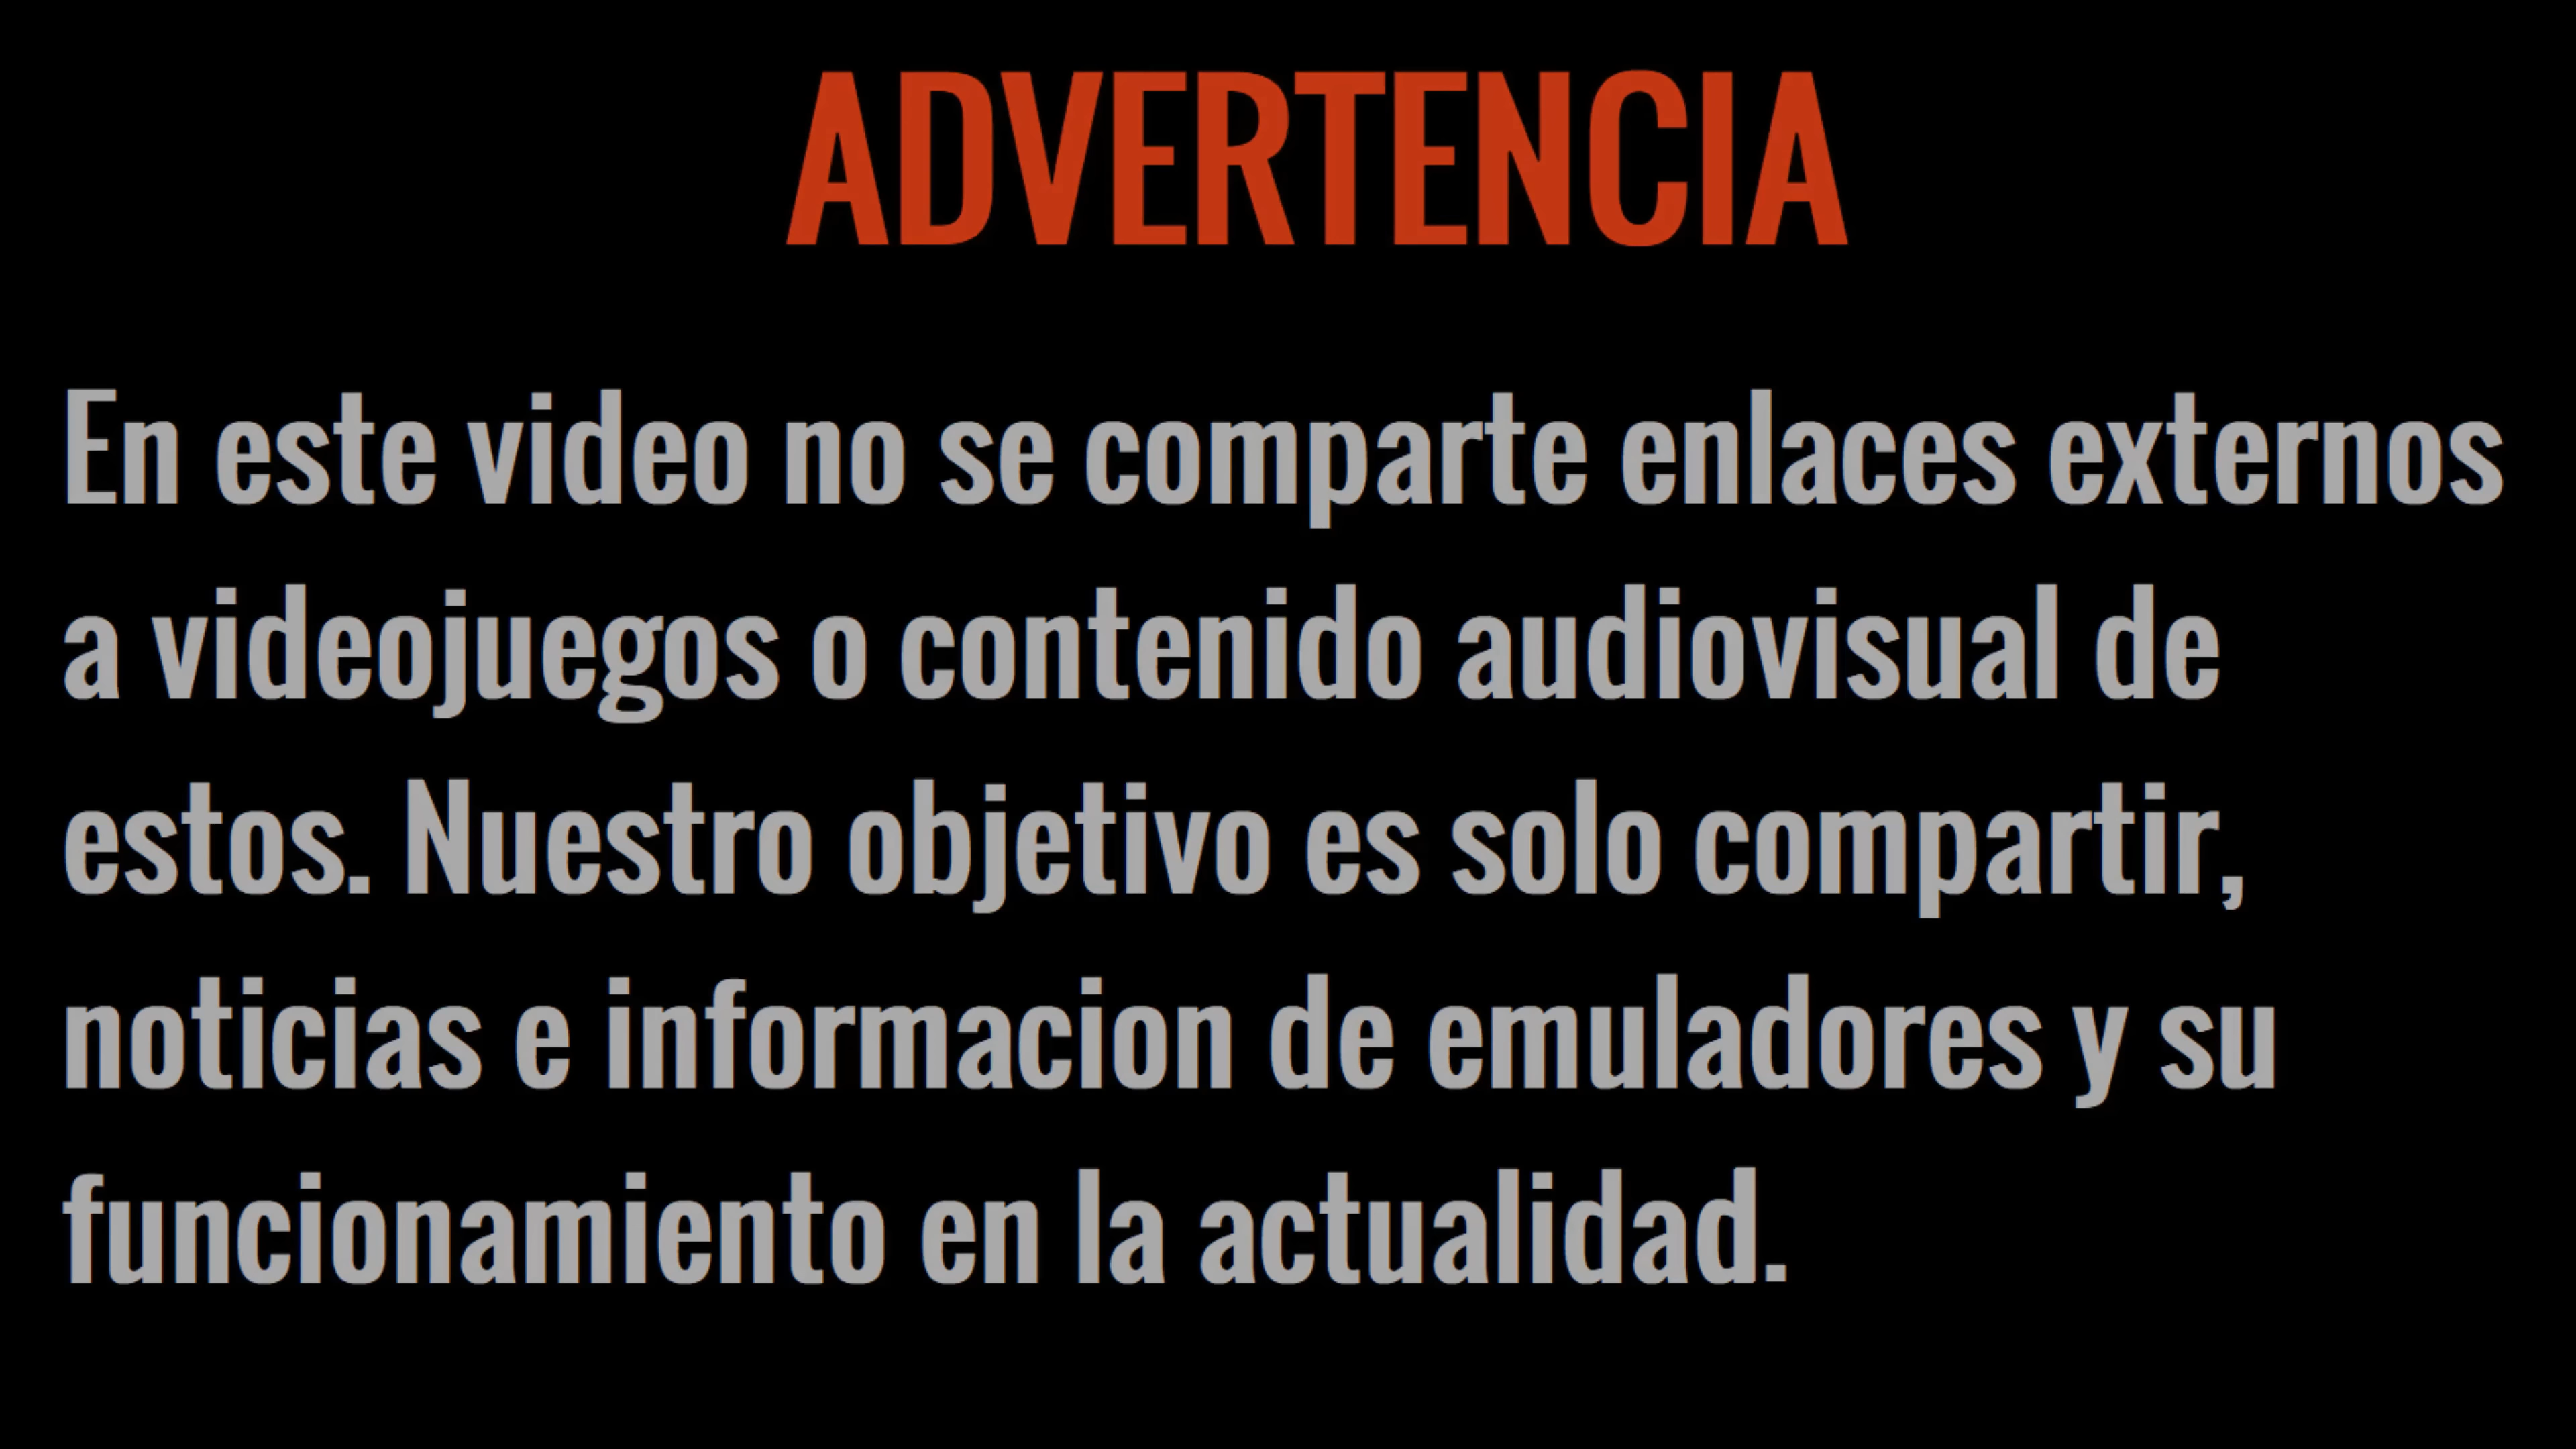 ADVERTENCIA
En este video no se comparte enlaces externos
a videojuegos o contenido audiovisual de
estos. Nuestro objetivo es solo compartir,
noticias e informacion de emuladores y su
funcionamiento en la actualidad.